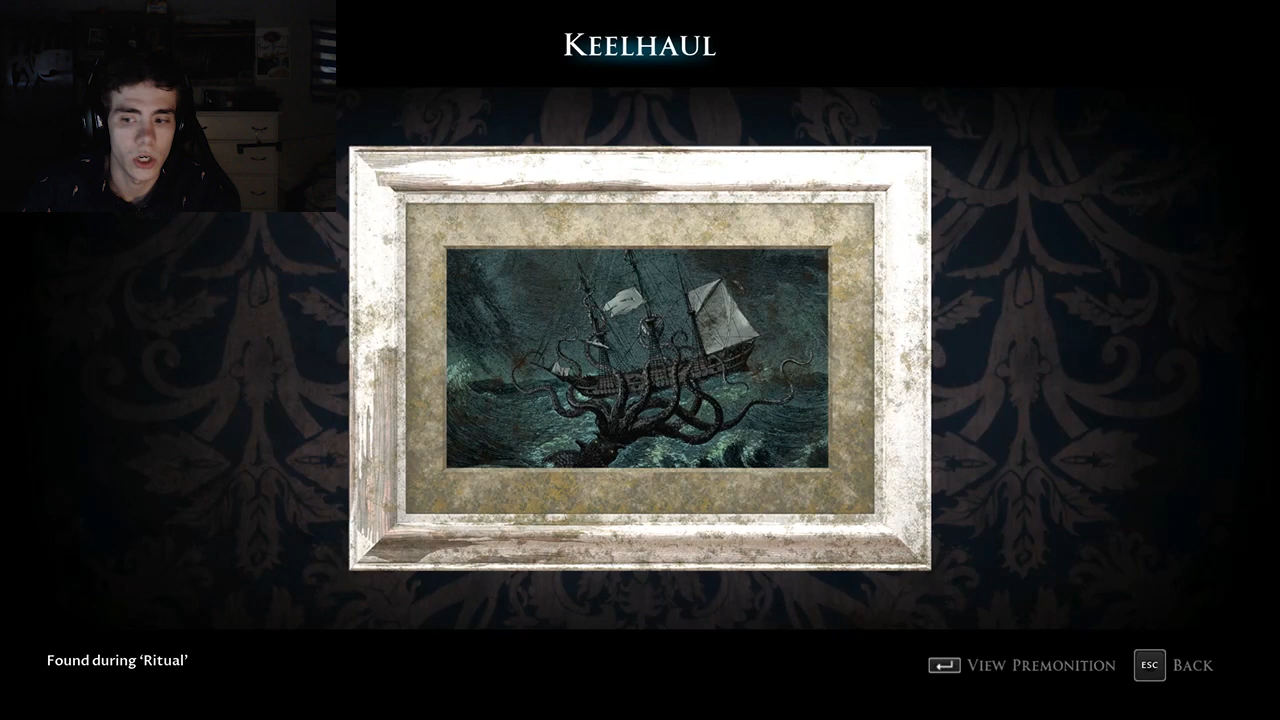 Keelhaul
Found during ‘Ritual’
View Premonition
ESC
Back